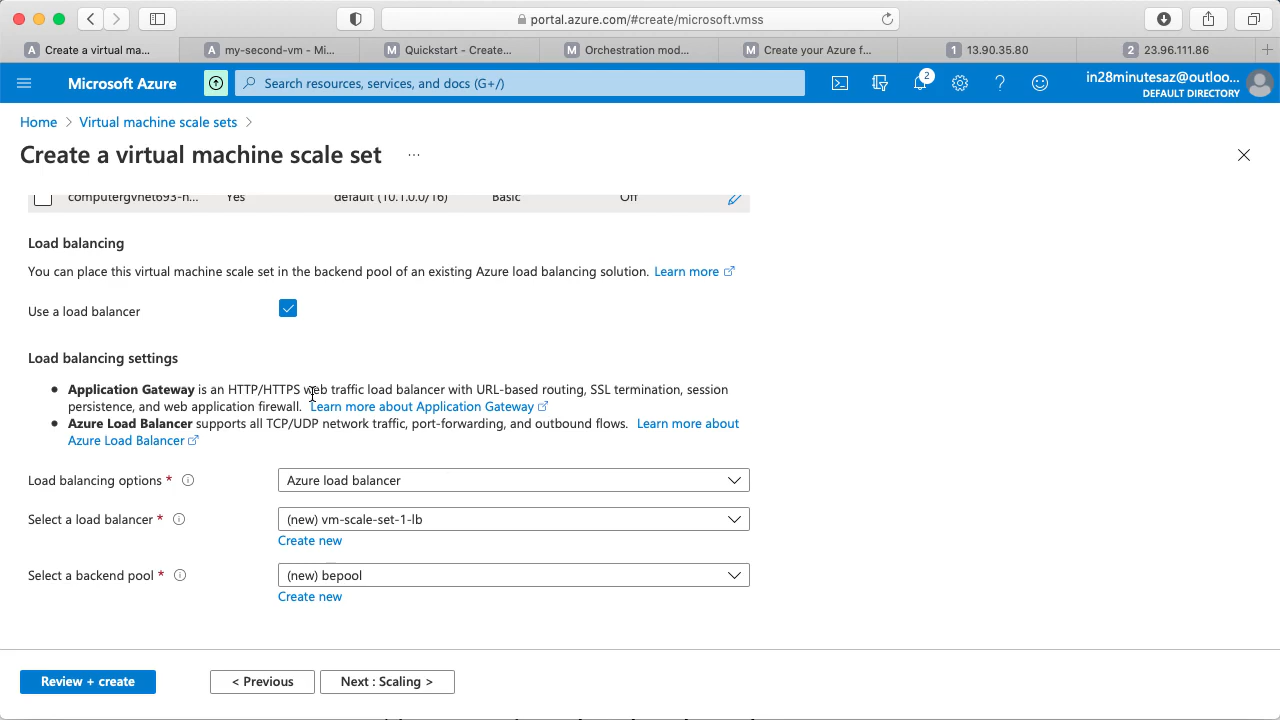 portal.azure.com/#create/microsoft.vmss
A Create a virtual ma...
A my-second-vm - Mi...
M Quickstart - Create...
M Orchestration mod...
M Create your Azure f...
1 13.90.35.80
2 23.96.111.86
Microsoft Azure
Search resources, services, and docs (G+/)
2
in28minutesaz@outloo...
DEFAULT DIRECTORY
Home > Virtual machine scale sets >
Create a virtual machine scale set ...
computergvnet693-n... Yes default (10.1.0.0/16) Basic Off
Load balancing
You can place this virtual machine scale set in the backend pool of an existing Azure load balancing solution. Learn more
Use a load balancer
Load balancing settings
• Application Gateway is an HTTP/HTTPS web traffic load balancer with URL-based routing, SSL termination, session
persistence, and web application firewall. Learn more about Application Gateway
• Azure Load Balancer supports all TCP/UDP network traffic, port-forwarding, and outbound flows. Learn more about
Azure Load Balancer
Load balancing options * Azure load balancer
Select a load balancer * (new) vm-scale-set-1-lb
Create new
Select a backend pool * (new) bepool
Create new
Review + create
< Previous
Next : Scaling >